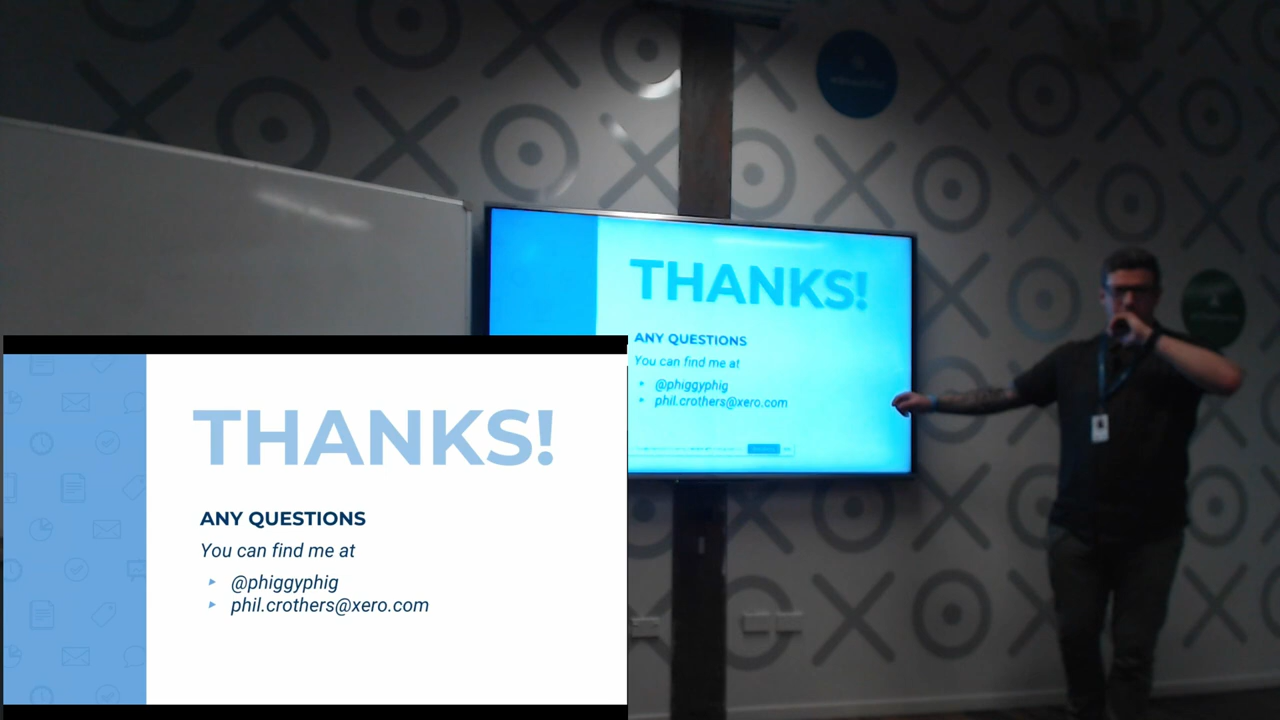 THANKS!
ANY QUESTIONS
You can find me at
@phiggyphig
phil.crothers@xero.com
THANKS!
ANY QUESTIONS
You can find me at
@phiggyphig
phil.crothers@xero.com